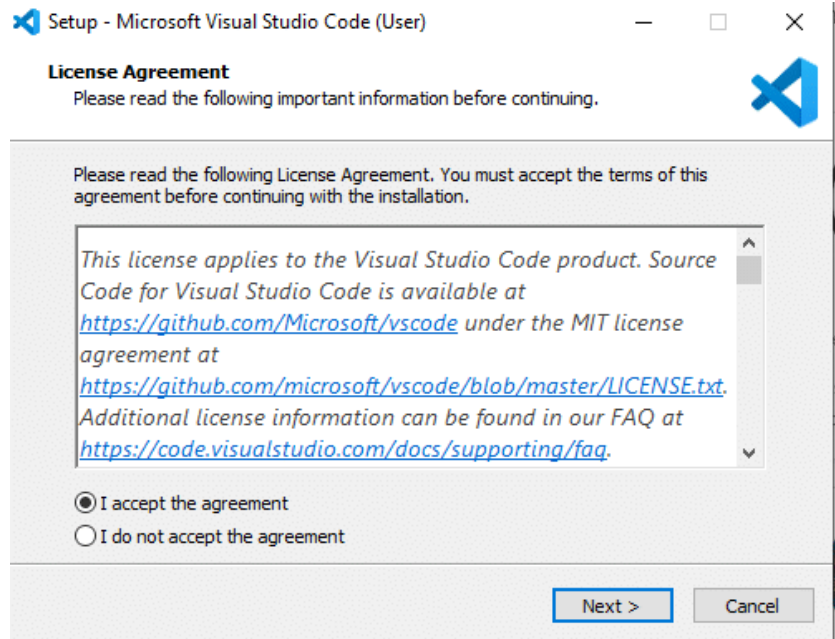 Setup - Microsoft Visual Studio Code (User)
License Agreement
Please read the following important information before continuing.
Please read the following License Agreement. You must accept the terms of this
agreement before continuing with the installation.
This license applies to the Visual Studio Code product. Source
Code for Visual Studio Code is available at
https://github.com/Microsoft/vscode under the MIT license
agreement at
https://github.com/microsoft/vscode/blob/master/LICENSE.txt.
Additional license information can be found in our FAQ at
https://code.visualstudio.com/docs/supporting/faq.
I accept the agreement
I do not accept the agreement
Next >
Cancel